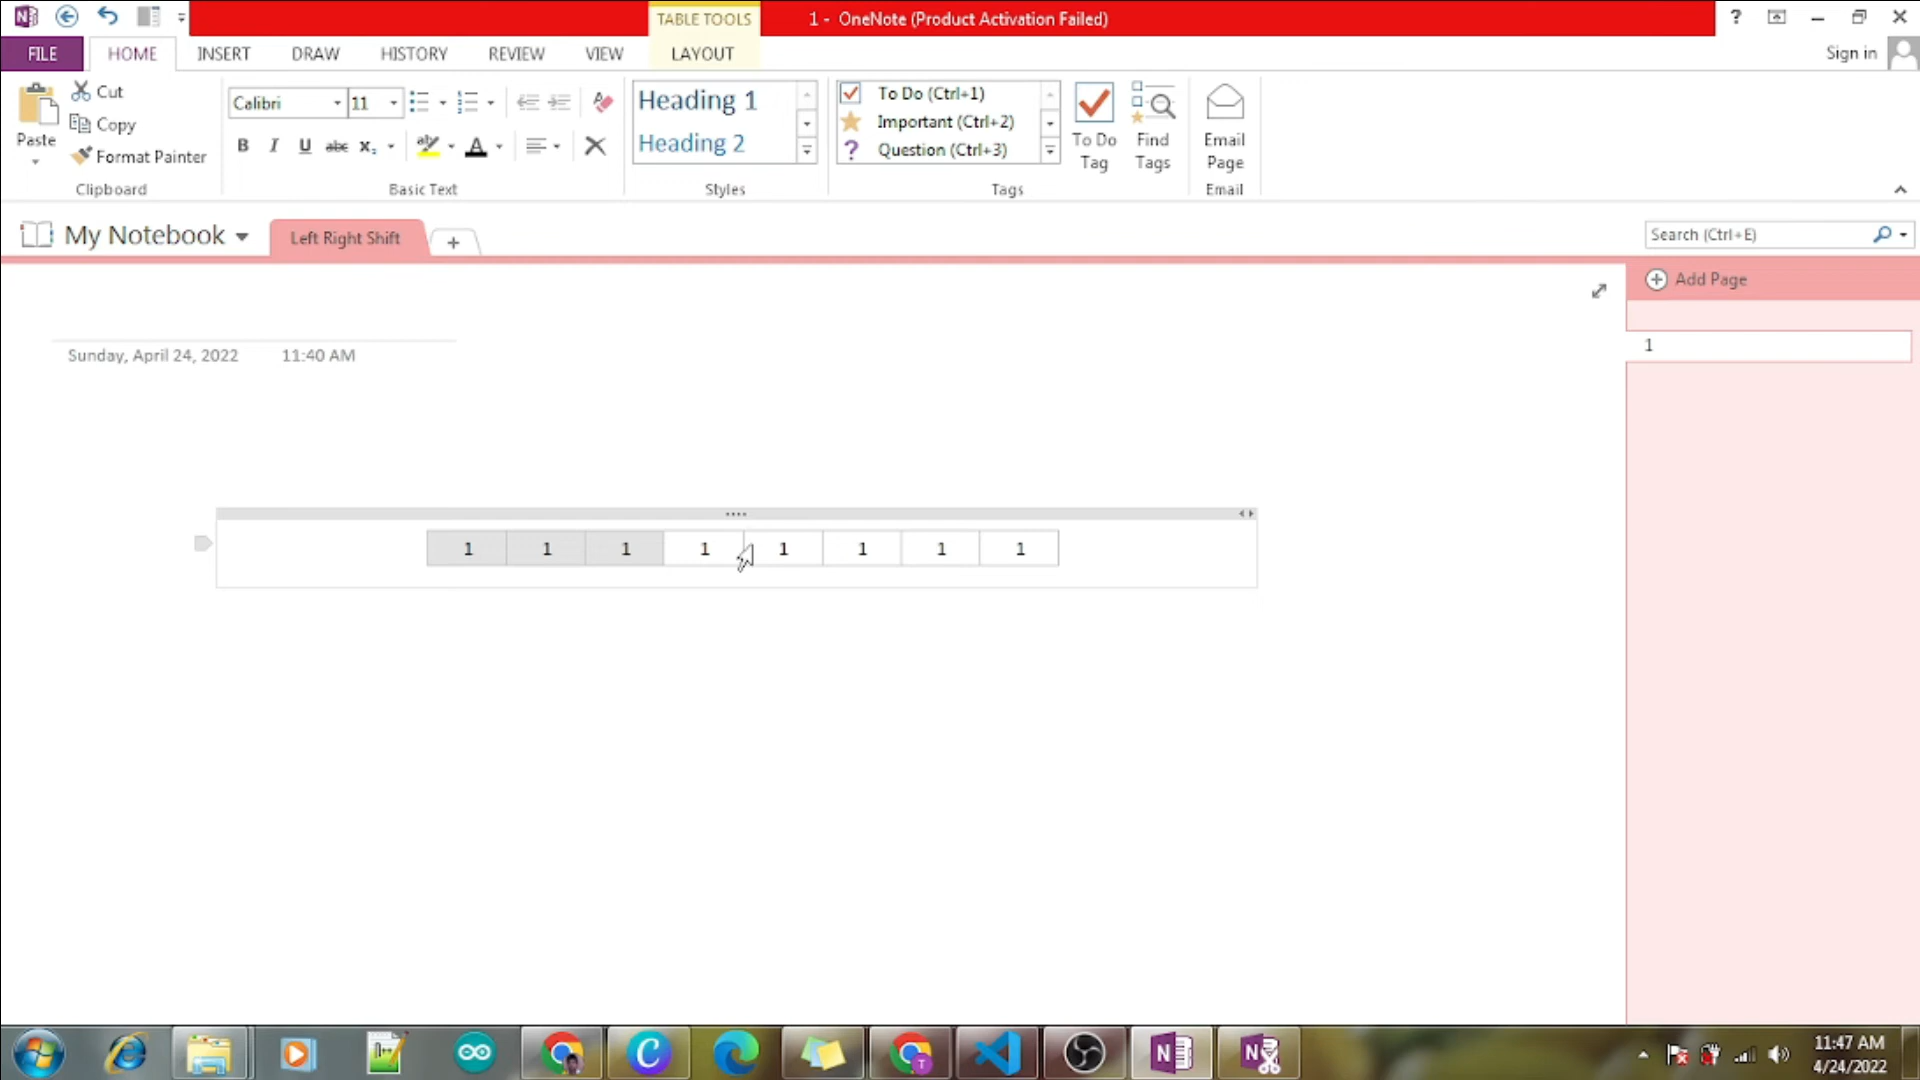 TABLE TOOLS
1 - OneNote (Product Activation Failed)
?
FILE
HOME
INSERT
DRAW
HISTORY
REVIEW
VIEW
LAYOUT
Sign in
Paste
Cut
Copy
Format Painter
Clipboard
Calibri
11
B I U abc X₂ aby A
Basic Text
Heading 1
Heading 2
Styles
To Do (Ctrl+1)
Important (Ctrl+2)
? Question (Ctrl+3)
To Do
Tag
Find
Tags
Tags
Email
Page
Email
My Notebook
Left Right Shift
+
Search (Ctrl+E)
Add Page
1
Sunday, April 24, 2022 11:40 AM
1 1 1 1 1 1 1 1
11:47 AM
4/24/2022